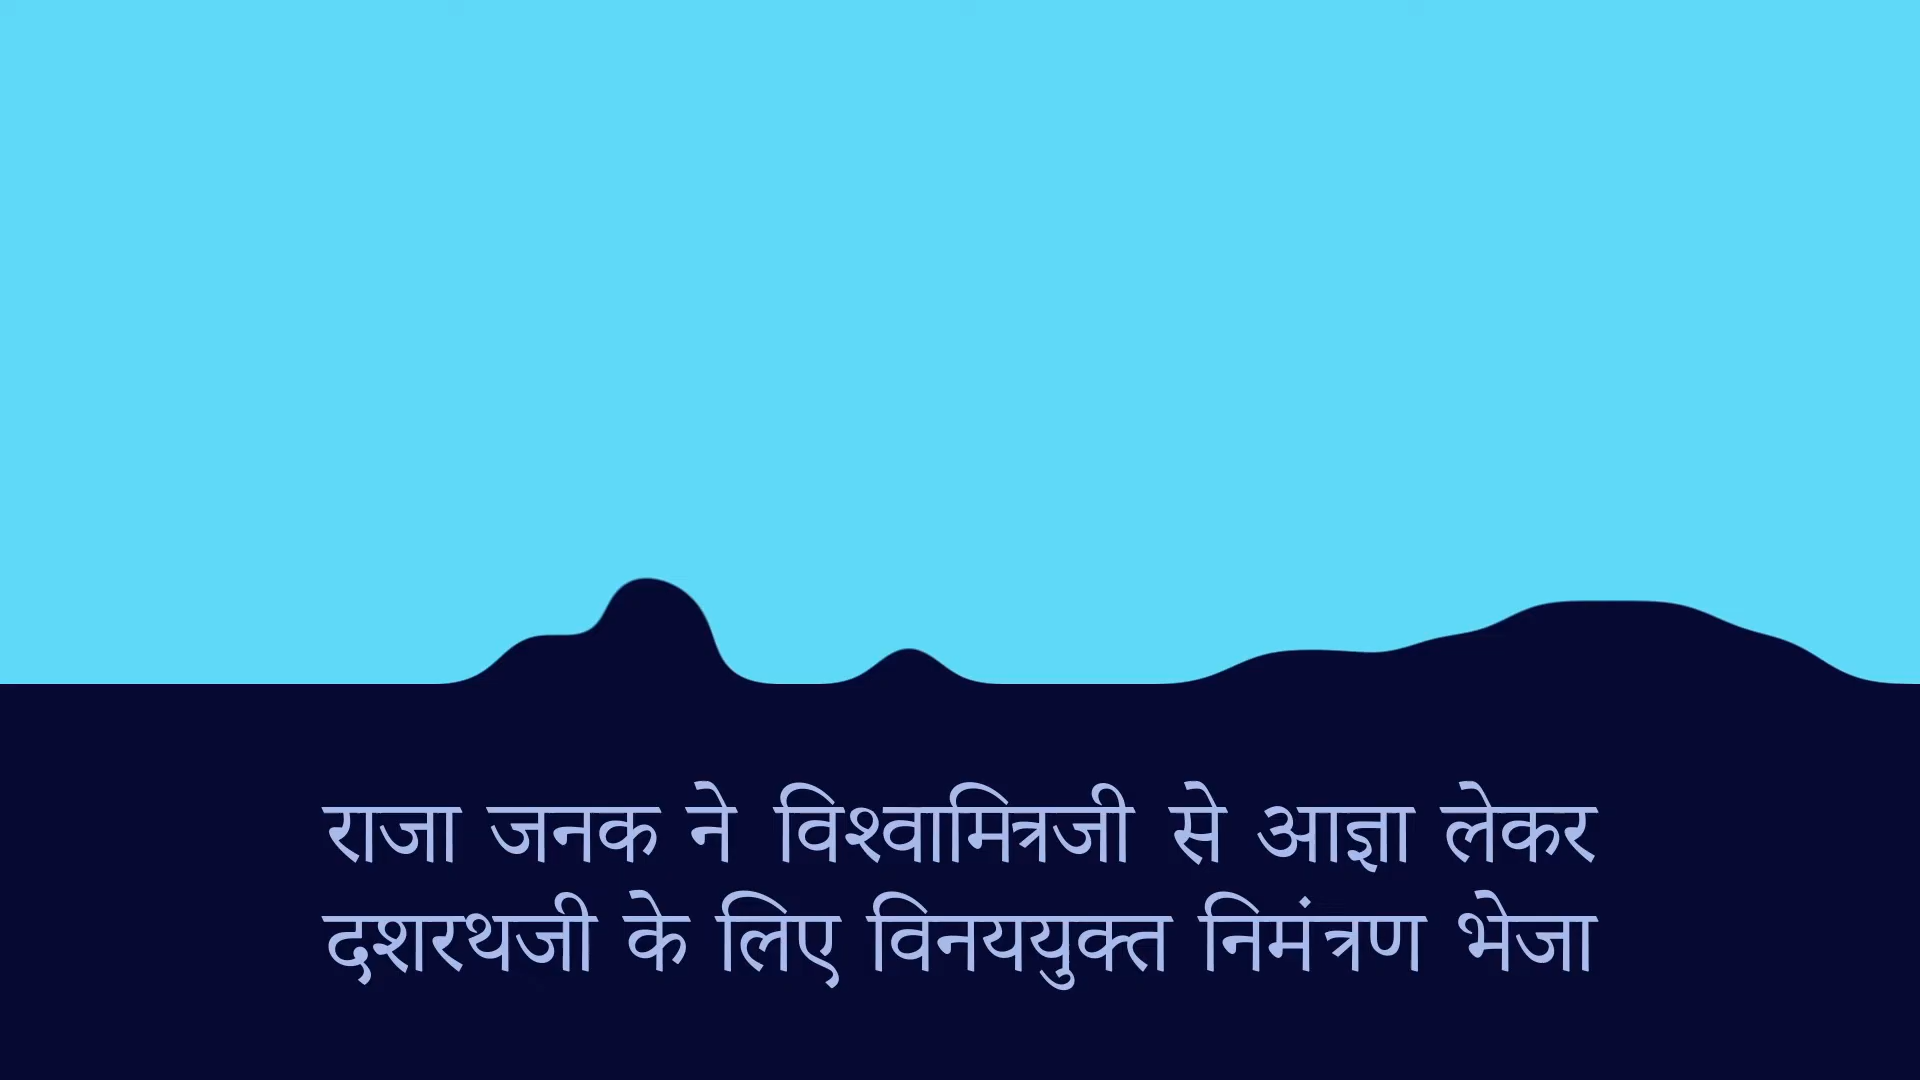 राजा जनक ने विश्वामित्रजी से आज्ञा लेकर
दशरथजी के लिए विनययुक्त निमंत्रण भेजा